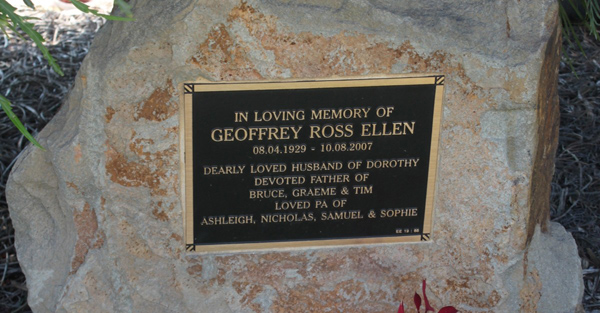 IN LOVING MEMORY OF
GEOFFREY ROSS ELLEN
08.04.1929 - 10.08.2007
DEARLY LOVED HUSBAND OF DOROTHY
DEVOTED FATHER OF
BRUCE, GRAEME & TIM
LOVED PA OF
ASHLEIGH, NICHOLAS, SAMUEL & SOPHIE